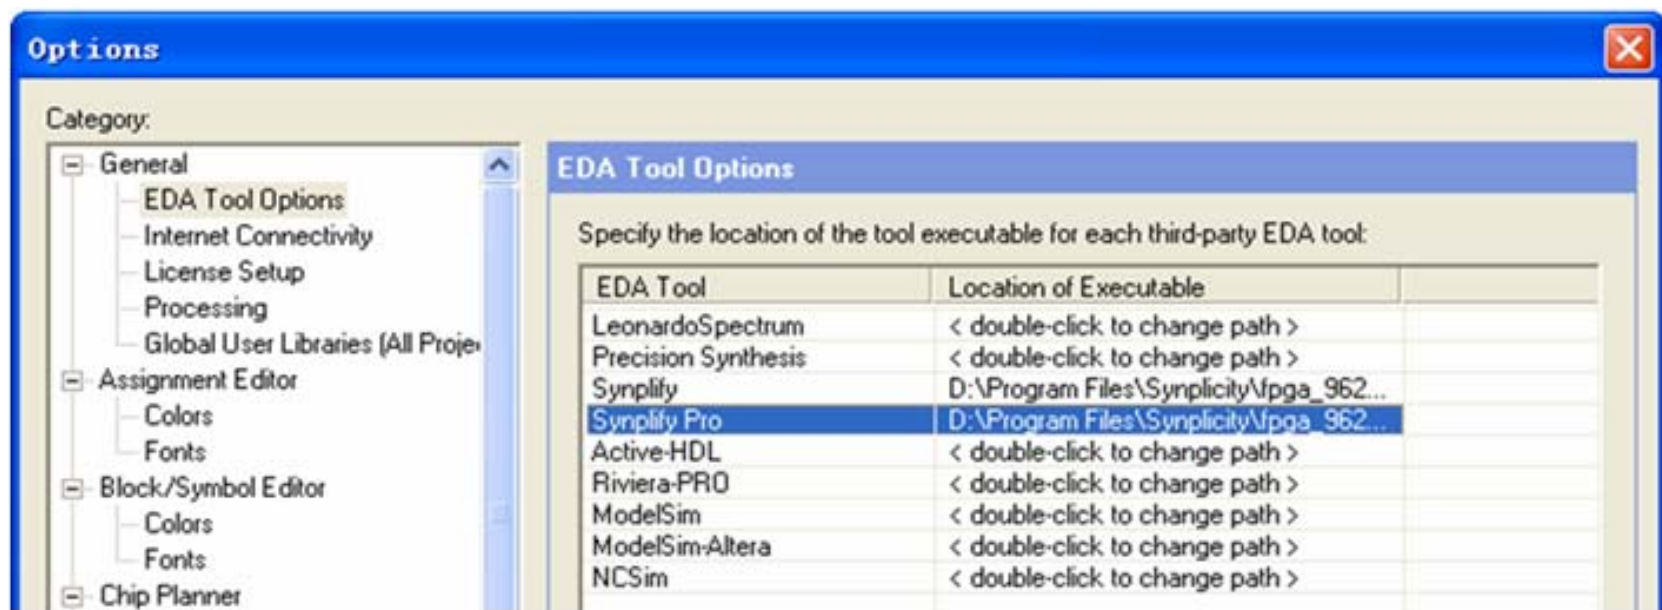 Options
Category:
General
EDA Tool Options
Internet Connectivity
License Setup
Processing
Global User Libraries (All Proje
Assignment Editor
Colors
Fonts
Block/Symbol Editor
Colors
Fonts
Chip Planner
EDA Tool Options
Specify the location of the tool executable for each third-party EDA tool:
EDA Tool Location of Executable
LeonardoSpectrum < double-click to change path >
Precision Synthesis < double-click to change path >
Synplify D:\Program Files\Synplicity\fpga_962...
Synplify Pro D:\Program Files\Synplicity\fpga_962...
Active-HDL < double-click to change path >
Riviera-PRO < double-click to change path >
ModelSim < double-click to change path >
ModelSim-Altera < double-click to change path >
NCSim < double-click to change path >